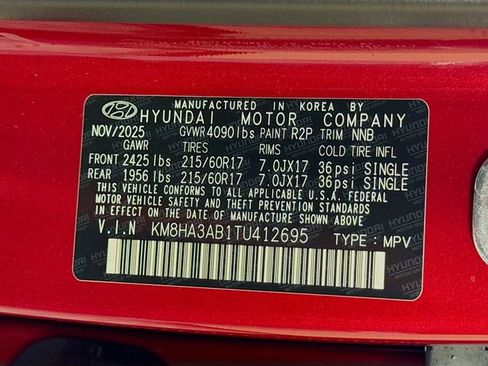 MANUFACTURED IN KOREA BY
HYUNDAI MOTOR COMPANY
NOV/2025 GVWR4090lbs PAINT R2P TRIM NNB
GAWR TIRES RIMS COLD TIRE INFL
FRONT 2425 lbs 215/60R17 7.0JX17 36psi SINGLE
REAR 1956 lbs 215/60R17 7.0JX17 36psi SINGLE
THIS VEHICLE CONFORMS TO ALL APPLICABLE U.S.A. FEDERAL
MOTOR VEHICLE SAFETY, BUMPER, AND THEFT PREVENTION
STANDARDS IN EFFECT ON THE DATE OF MANUFACTURE SHOWN ABOVE.
V.I.N KM8HA3AB1TU412695 TYPE : MPV